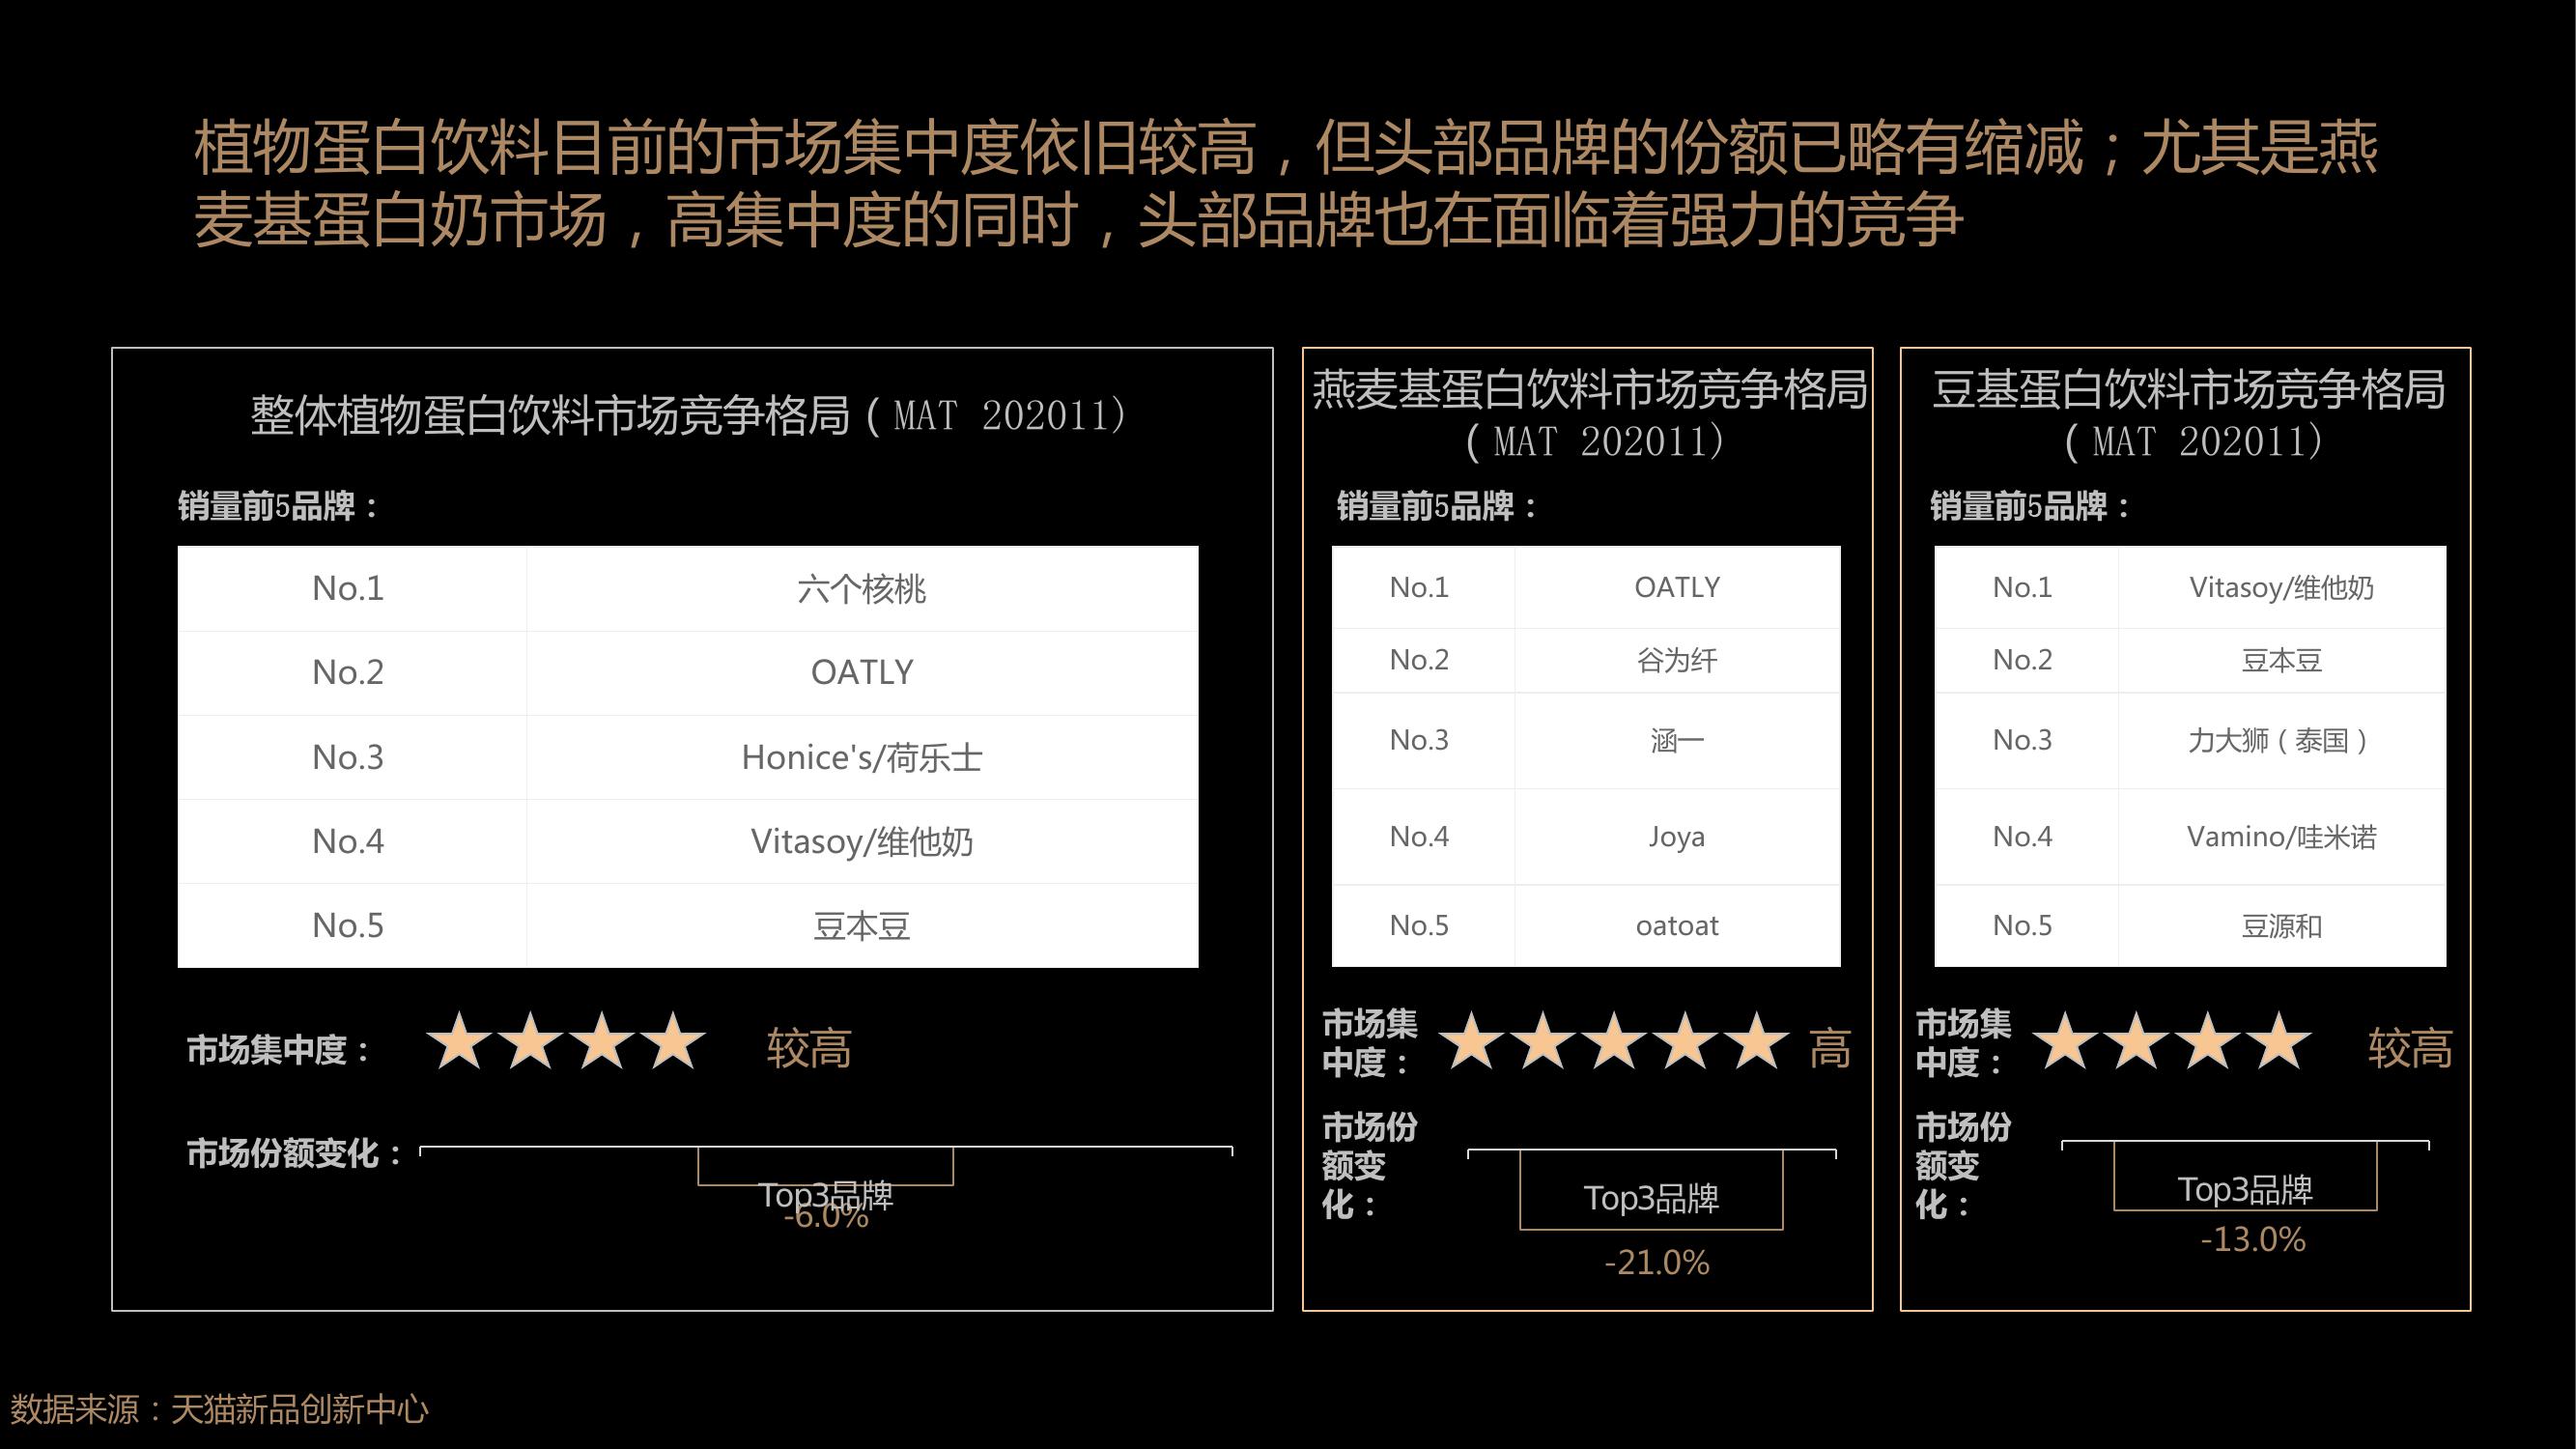 植物蛋白饮料目前的市场集中度依旧较高，但头部品牌的份额已略有缩减；尤其是燕
麦基蛋白奶市场，高集中度的同时，头部品牌也在面临着强力的竞争
整体植物蛋白饮料市场竞争格局（MAT 202011)
销量前5品牌：
No.1 六个核桃
No.2 OATLY
No.3 Honice's/荷乐士
No.4 Vitasoy/维他奶
No.5 豆本豆
市场集中度： 较高
市场份额变化：
Top3品牌
-6.0%
燕麦基蛋白饮料市场竞争格局
（MAT 202011)
销量前5品牌：
No.1 OATLY
No.2 谷为纤
No.3 涵一
No.4 Joya
No.5 oatoat
市场集
中度： 高
市场份
额变
化：
Top3品牌
-21.0%
豆基蛋白饮料市场竞争格局
（MAT 202011)
销量前5品牌：
No.1 Vitasoy/维他奶
No.2 豆本豆
No.3 力大狮（泰国）
No.4 Vamino/哇米诺
No.5 豆源和
市场集
中度： 较高
市场份
额变
化：
Top3品牌
-13.0%
数据来源：天猫新品创新中心